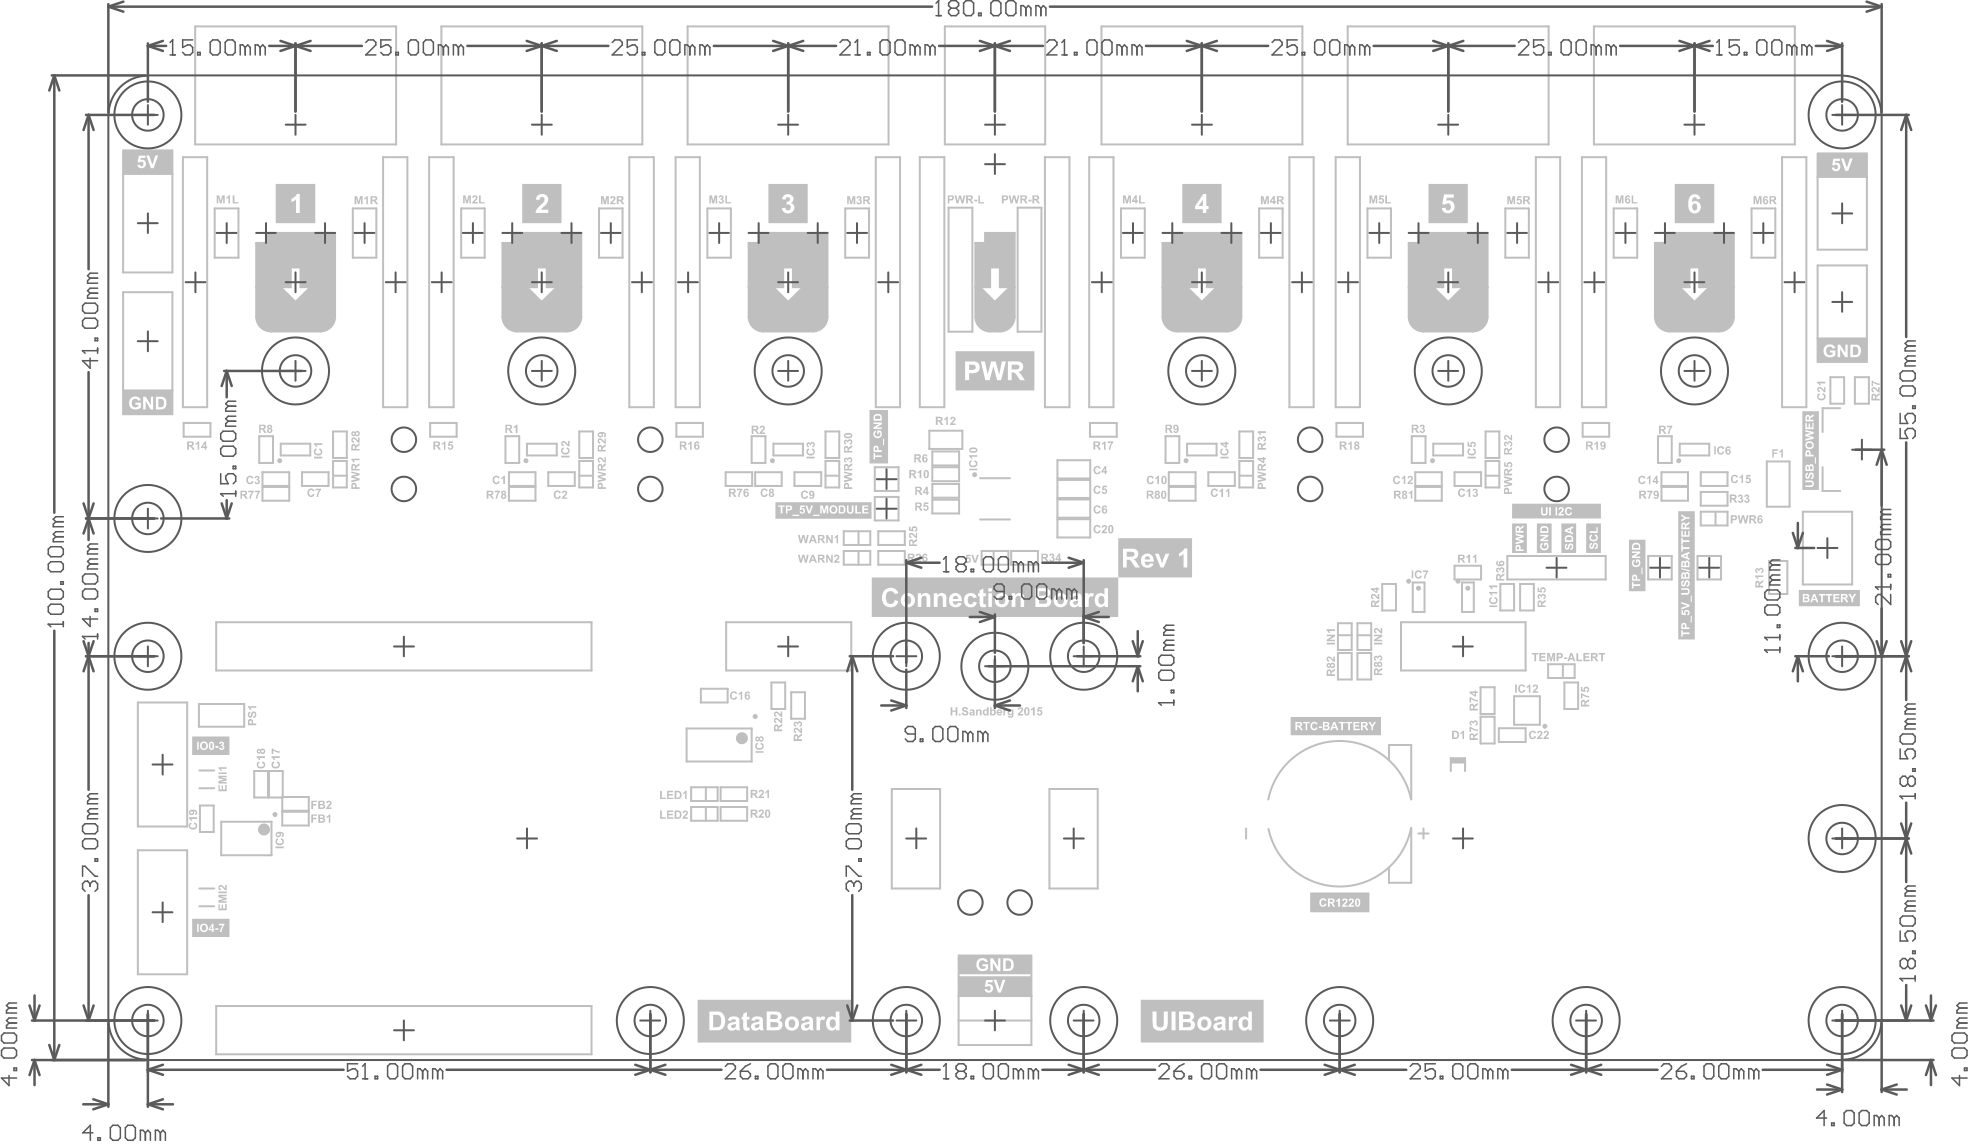 180.00mm
15.00mm 25.00mm 25.00mm 21.00mm 21.00mm 25.00mm 25.00mm 15.00mm
5V 5V
1 2 3 4 5 6
M1L M1R M2L M2R M3L M3R PWR-L PWR-R M4L M4R M5L M5R M6L M6R
41.00mm
55.00mm
GND
GND
PWR
C21 R27
15.00mm
R14 R8 IC1 R28 R15 R1 IC2 R29 R16 R2 IC3 R30 TP_GND R12 R17 R9 IC4 R31 R18 R3 IC5 R32 R19 R7 IC6 F1 USB_POWER
C3 C7 PWR1 C1 C2 PWR2 R76 C8 C9 PWR3 R6 R10 IC10 C4 C10 C11 PWR4 C12 C13 PWR5 C14 C15
R77 R78 R4 C5 R80 R81 R79 R33
TP_5V_MODULE R5 C6 UI I2C PWR6
100.00mm
14.00mm
WARN1 R25 C20 PWR GND SDA SCL
WARN2 R26 5V R34 Rev 1
18.00mm
R11 R36 TP_GND TP_5V_USB/BATTERY R13 21.00mm
Connection Board
9.00mm
IC7 R24 IC11 R35 BATTERY
11.00mm
1.00mm
IN1 IN2
R82 R83 TEMP-ALERT
C16 R22 R23 R74 IC12 R75
PS1 H.Sandberg 2015
9.00mm
IO0-3 IC8 RTC-BATTERY D1 R73 C22
18.50mm
C18 C17 EMI1
LED1 R21
FB2
C19 FB1 LED2 R20
IC9
37.00mm 37.00mm
- +
EMI2
CR1220
IO4-7
18.50mm
GND
5V
DataBoard UIBoard
4.00mm 4.00mm
51.00mm 26.00mm 18.00mm 26.00mm 25.00mm 26.00mm
4.00mm 4.00mm